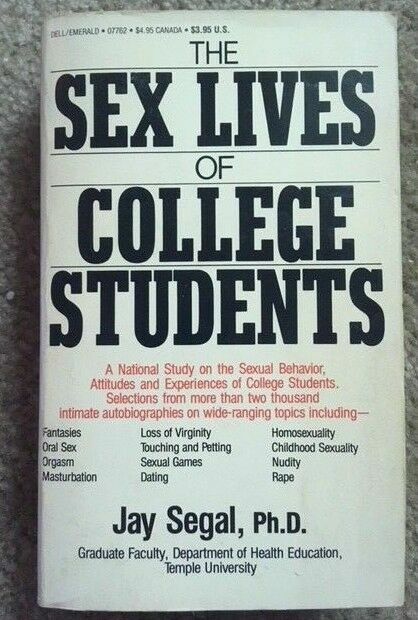 DELL/EMERALD • 07762 • $4.95 CANADA • $3.95 U.S.
THE
SEX LIVES
OF
COLLEGE
STUDENTS
A National Study on the Sexual Behavior,
Attitudes and Experiences of College Students.
Selections from more than two thousand
intimate autobiographies on wide-ranging topics including—
Fantasies Loss of Virginity Homosexuality
Oral Sex Touching and Petting Childhood Sexuality
Orgasm Sexual Games Nudity
Masturbation Dating Rape
Jay Segal, Ph.D.
Graduate Faculty, Department of Health Education,
Temple University